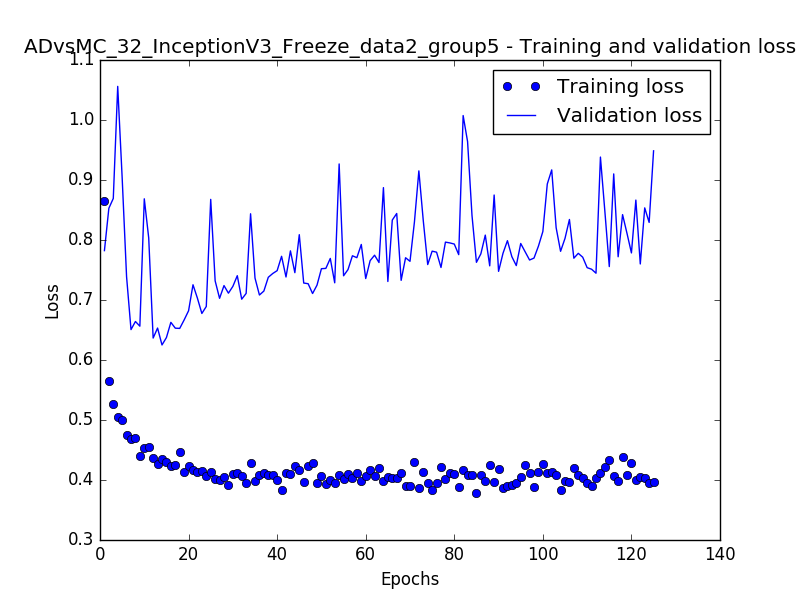 ADvsMC_32_InceptionV3_Freeze_data2_group5 - Training and validation loss
1.1
1.0
0.9
0.8
0.7
0.6
0.5
0.4
0.3
Loss
Training loss
Validation loss
0 20 40 60 80 100 120 140
Epochs